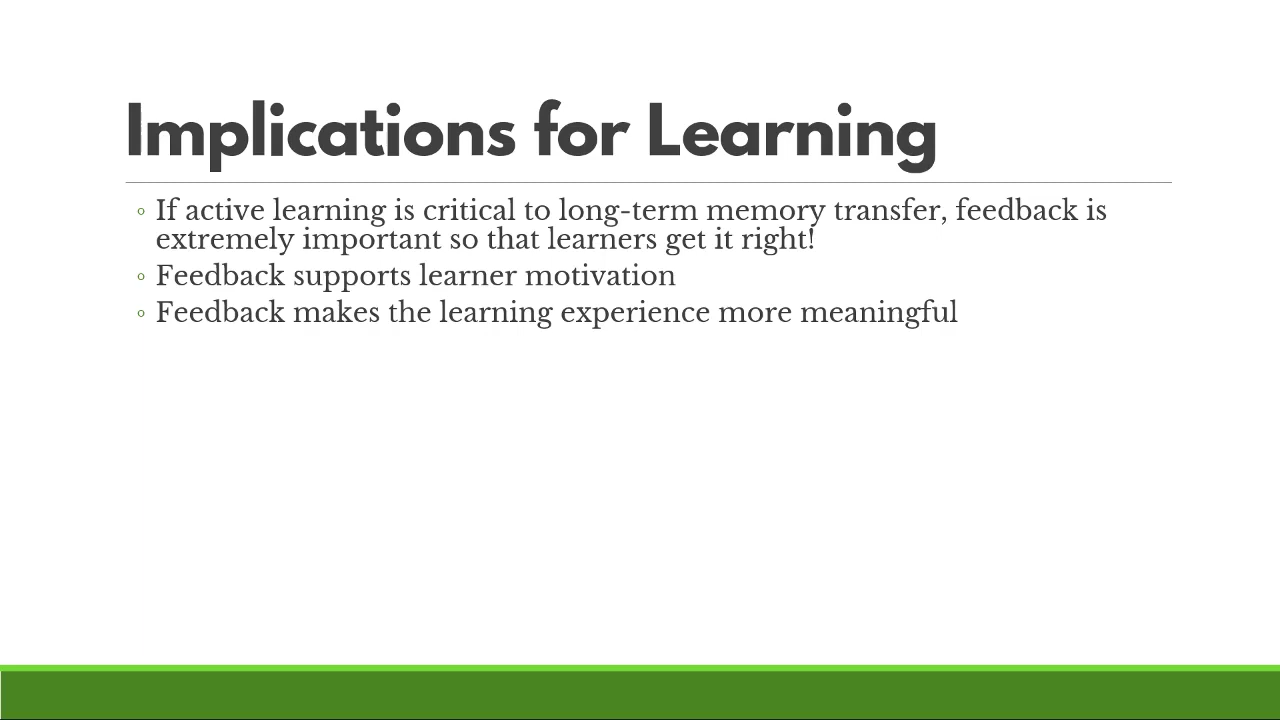 Implications for Learning
◦ If active learning is critical to long-term memory transfer, feedback is
extremely important so that learners get it right!
◦ Feedback supports learner motivation
◦ Feedback makes the learning experience more meaningful